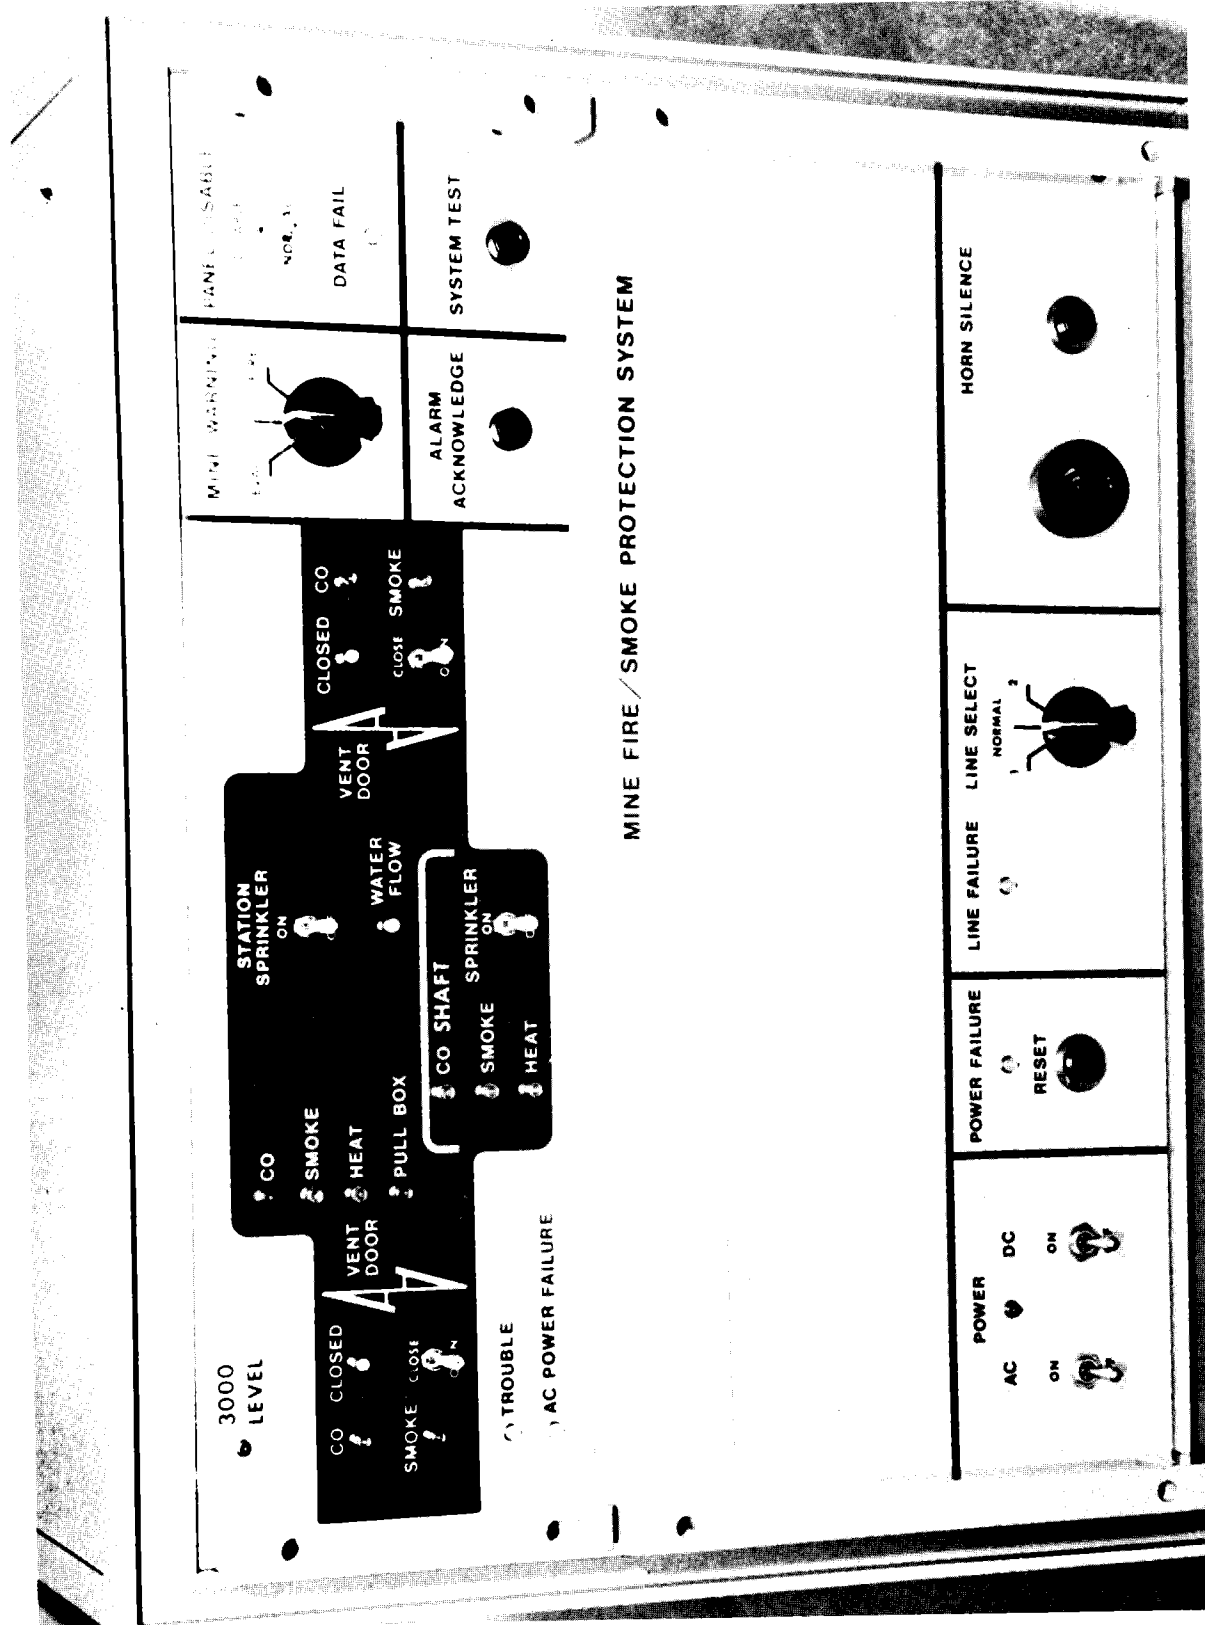 3000
LEVEL
CO
CLOSED
SMOKE
CLOSE
VENT
DOOR
CO
SMOKE
HEAT
PULL BOX
STATION
SPRINKLER
ON
WATER
FLOW
CO SHAFT
SMOKE
HEAT
SPRINKLER
ON
VENT
DOOR
CLOSED
CO
CLOSE
SMOKE
TROUBLE
AC POWER FAILURE
MINE WARNING
DATA FAIL
ALARM
ACKNOWLEDGE
SYSTEM TEST
MINE FIRE/SMOKE PROTECTION SYSTEM
POWER
AC
DC
ON
ON
POWER FAILURE
RESET
LINE FAILURE
LINE SELECT
NORMAL
1
2
HORN SILENCE